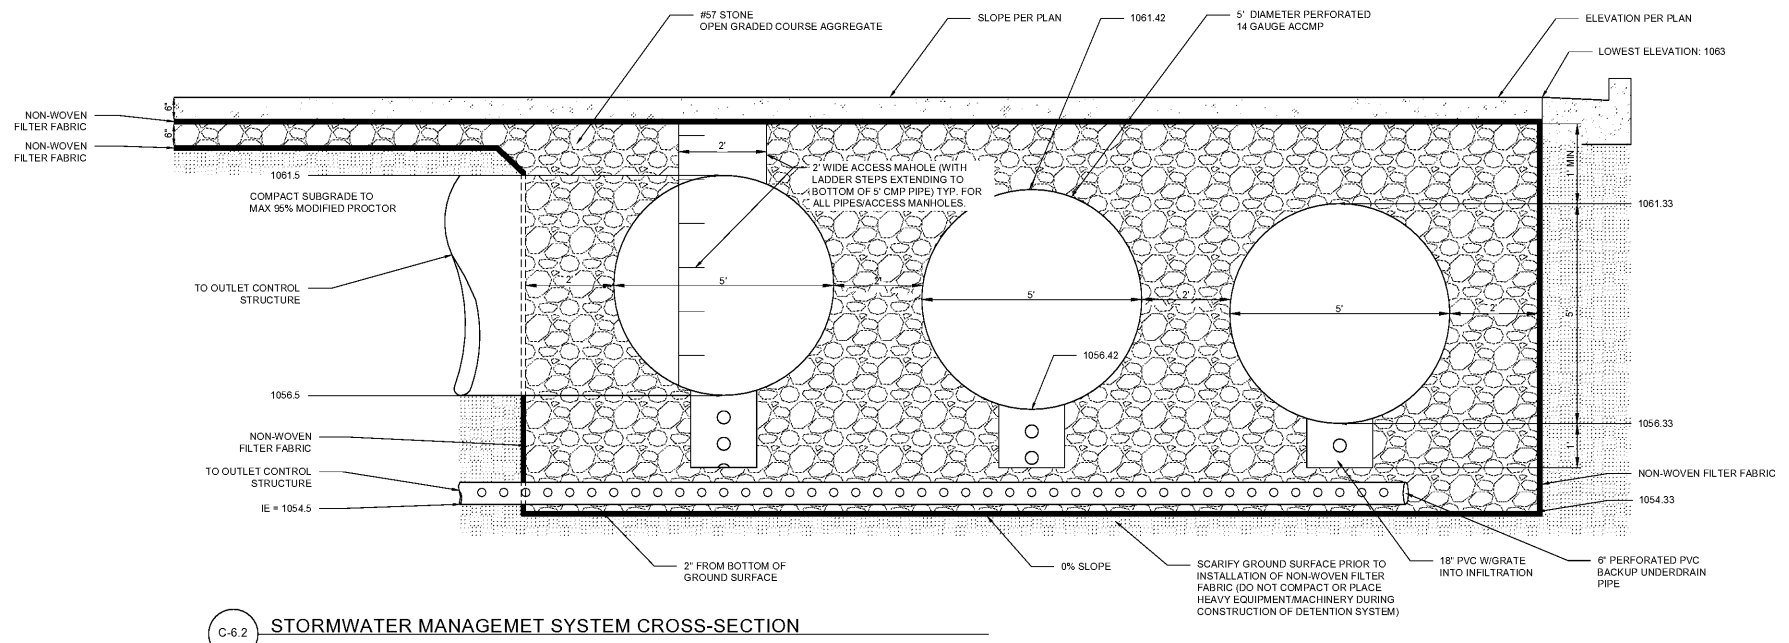 #57 STONE
OPEN GRADED COURSE AGGREGATE
SLOPE PER PLAN
1061.42
5' DIAMETER PERFORATED
14 GAUGE ACCMP
ELEVATION PER PLAN
LOWEST ELEVATION: 1063
6"
6"
NON-WOVEN
FILTER FABRIC
NON-WOVEN
FILTER FABRIC
2'
1' MIN
2' WIDE ACCESS MAHOLE (WITH
LADDER STEPS EXTENDING TO
BOTTOM OF 5' CMP PIPE) TYP. FOR
ALL PIPES/ACCESS MANHOLES.
1061.5
COMPACT SUBGRADE TO
MAX 95% MODIFIED PROCTOR
1061.33
TO OUTLET CONTROL
STRUCTURE
2'
5'
2'
5'
2'
5'
2'
5'
1056.42
1056.5
1056.33
1'
NON-WOVEN
FILTER FABRIC
TO OUTLET CONTROL
STRUCTURE
NON-WOVEN FILTER FABRIC
IE = 1054.5
1054.33
2" FROM BOTTOM OF
GROUND SURFACE
0% SLOPE
SCARIFY GROUND SURFACE PRIOR TO
INSTALLATION OF NON-WOVEN FILTER
FABRIC (DO NOT COMPACT OR PLACE
HEAVY EQUIPMENT/MACHINERY DURING
CONSTRUCTION OF DETENTION SYSTEM)
18" PVC W/GRATE
INTO INFILTRATION
6" PERFORATED PVC
BACKUP UNDERDRAIN
PIPE
C-6.2
STORMWATER MANAGEMET SYSTEM CROSS-SECTION